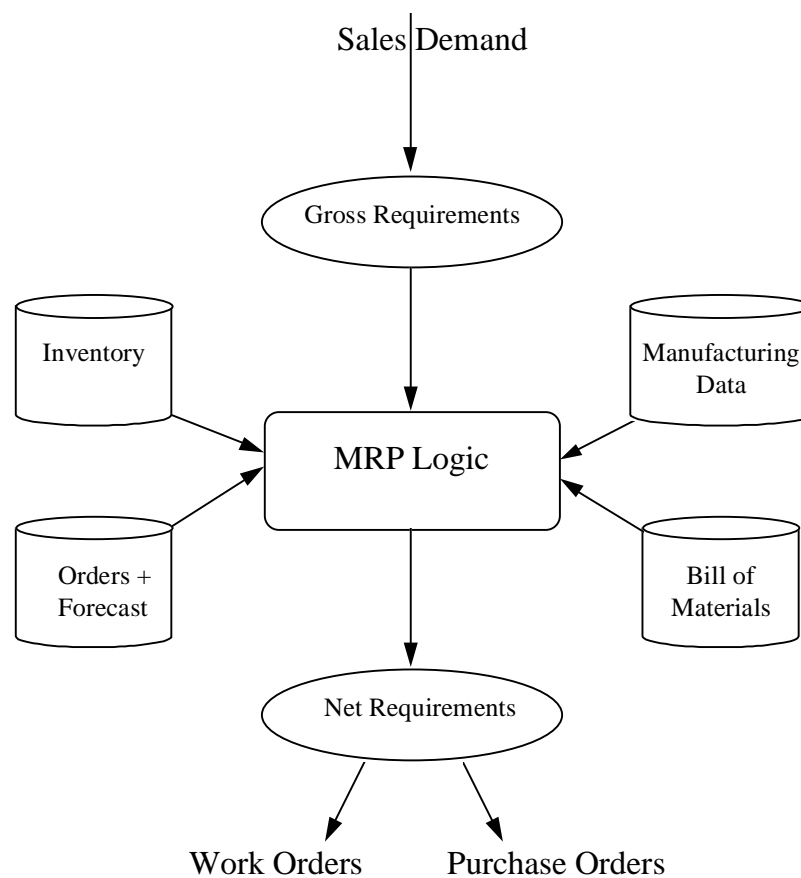 Sales Demand
Gross Requirements
Inventory
Manufacturing
Data
MRP Logic
Orders +
Forecast
Bill of
Materials
Net Requirements
Work Orders
Purchase Orders